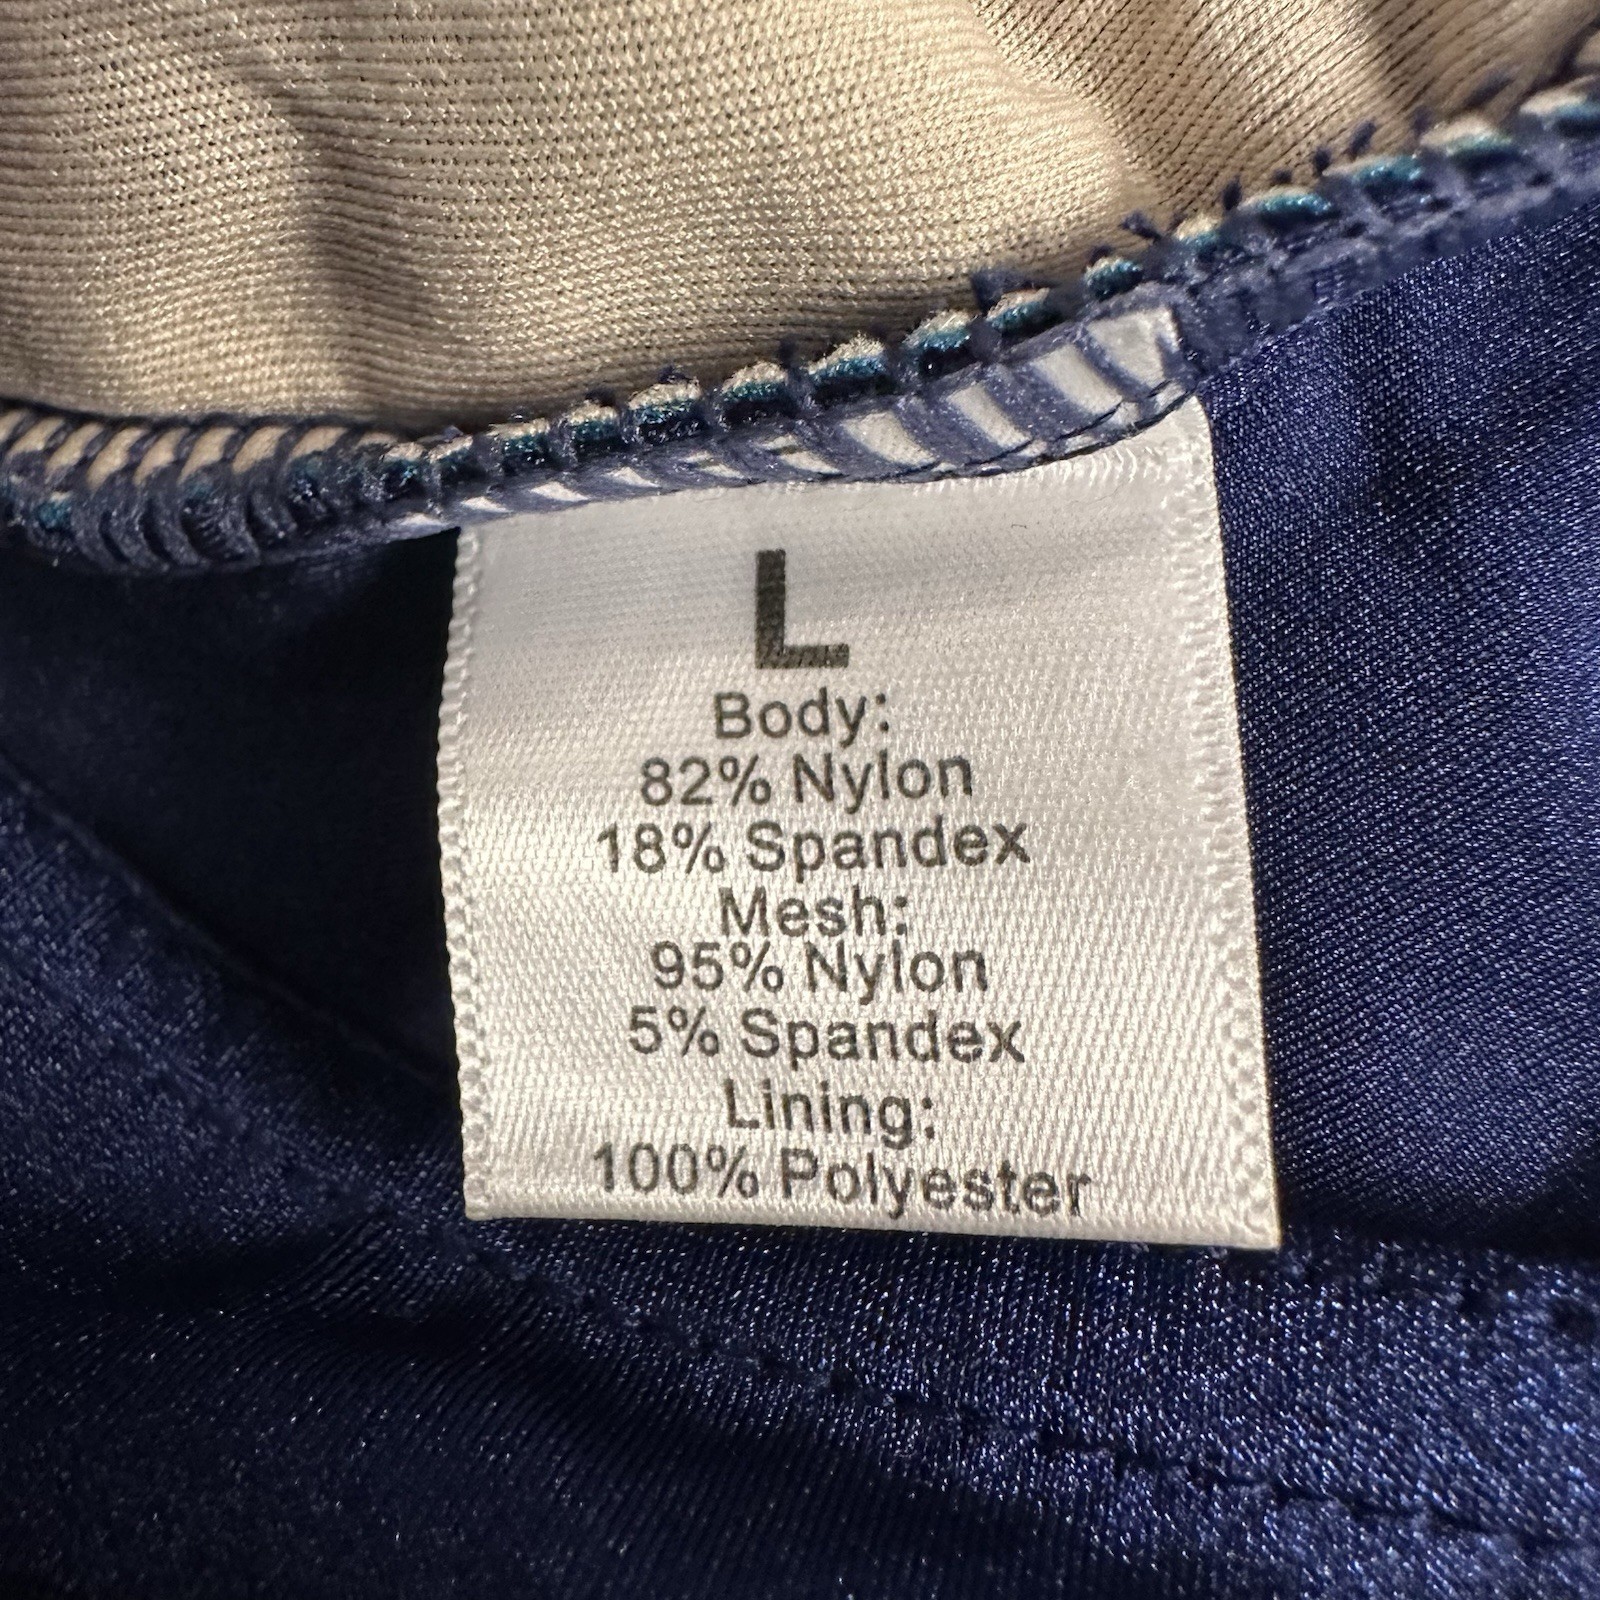 L
Body:
82% Nylon
18% Spandex
Mesh:
95% Nylon
5% Spandex
Lining:
100% Polyester